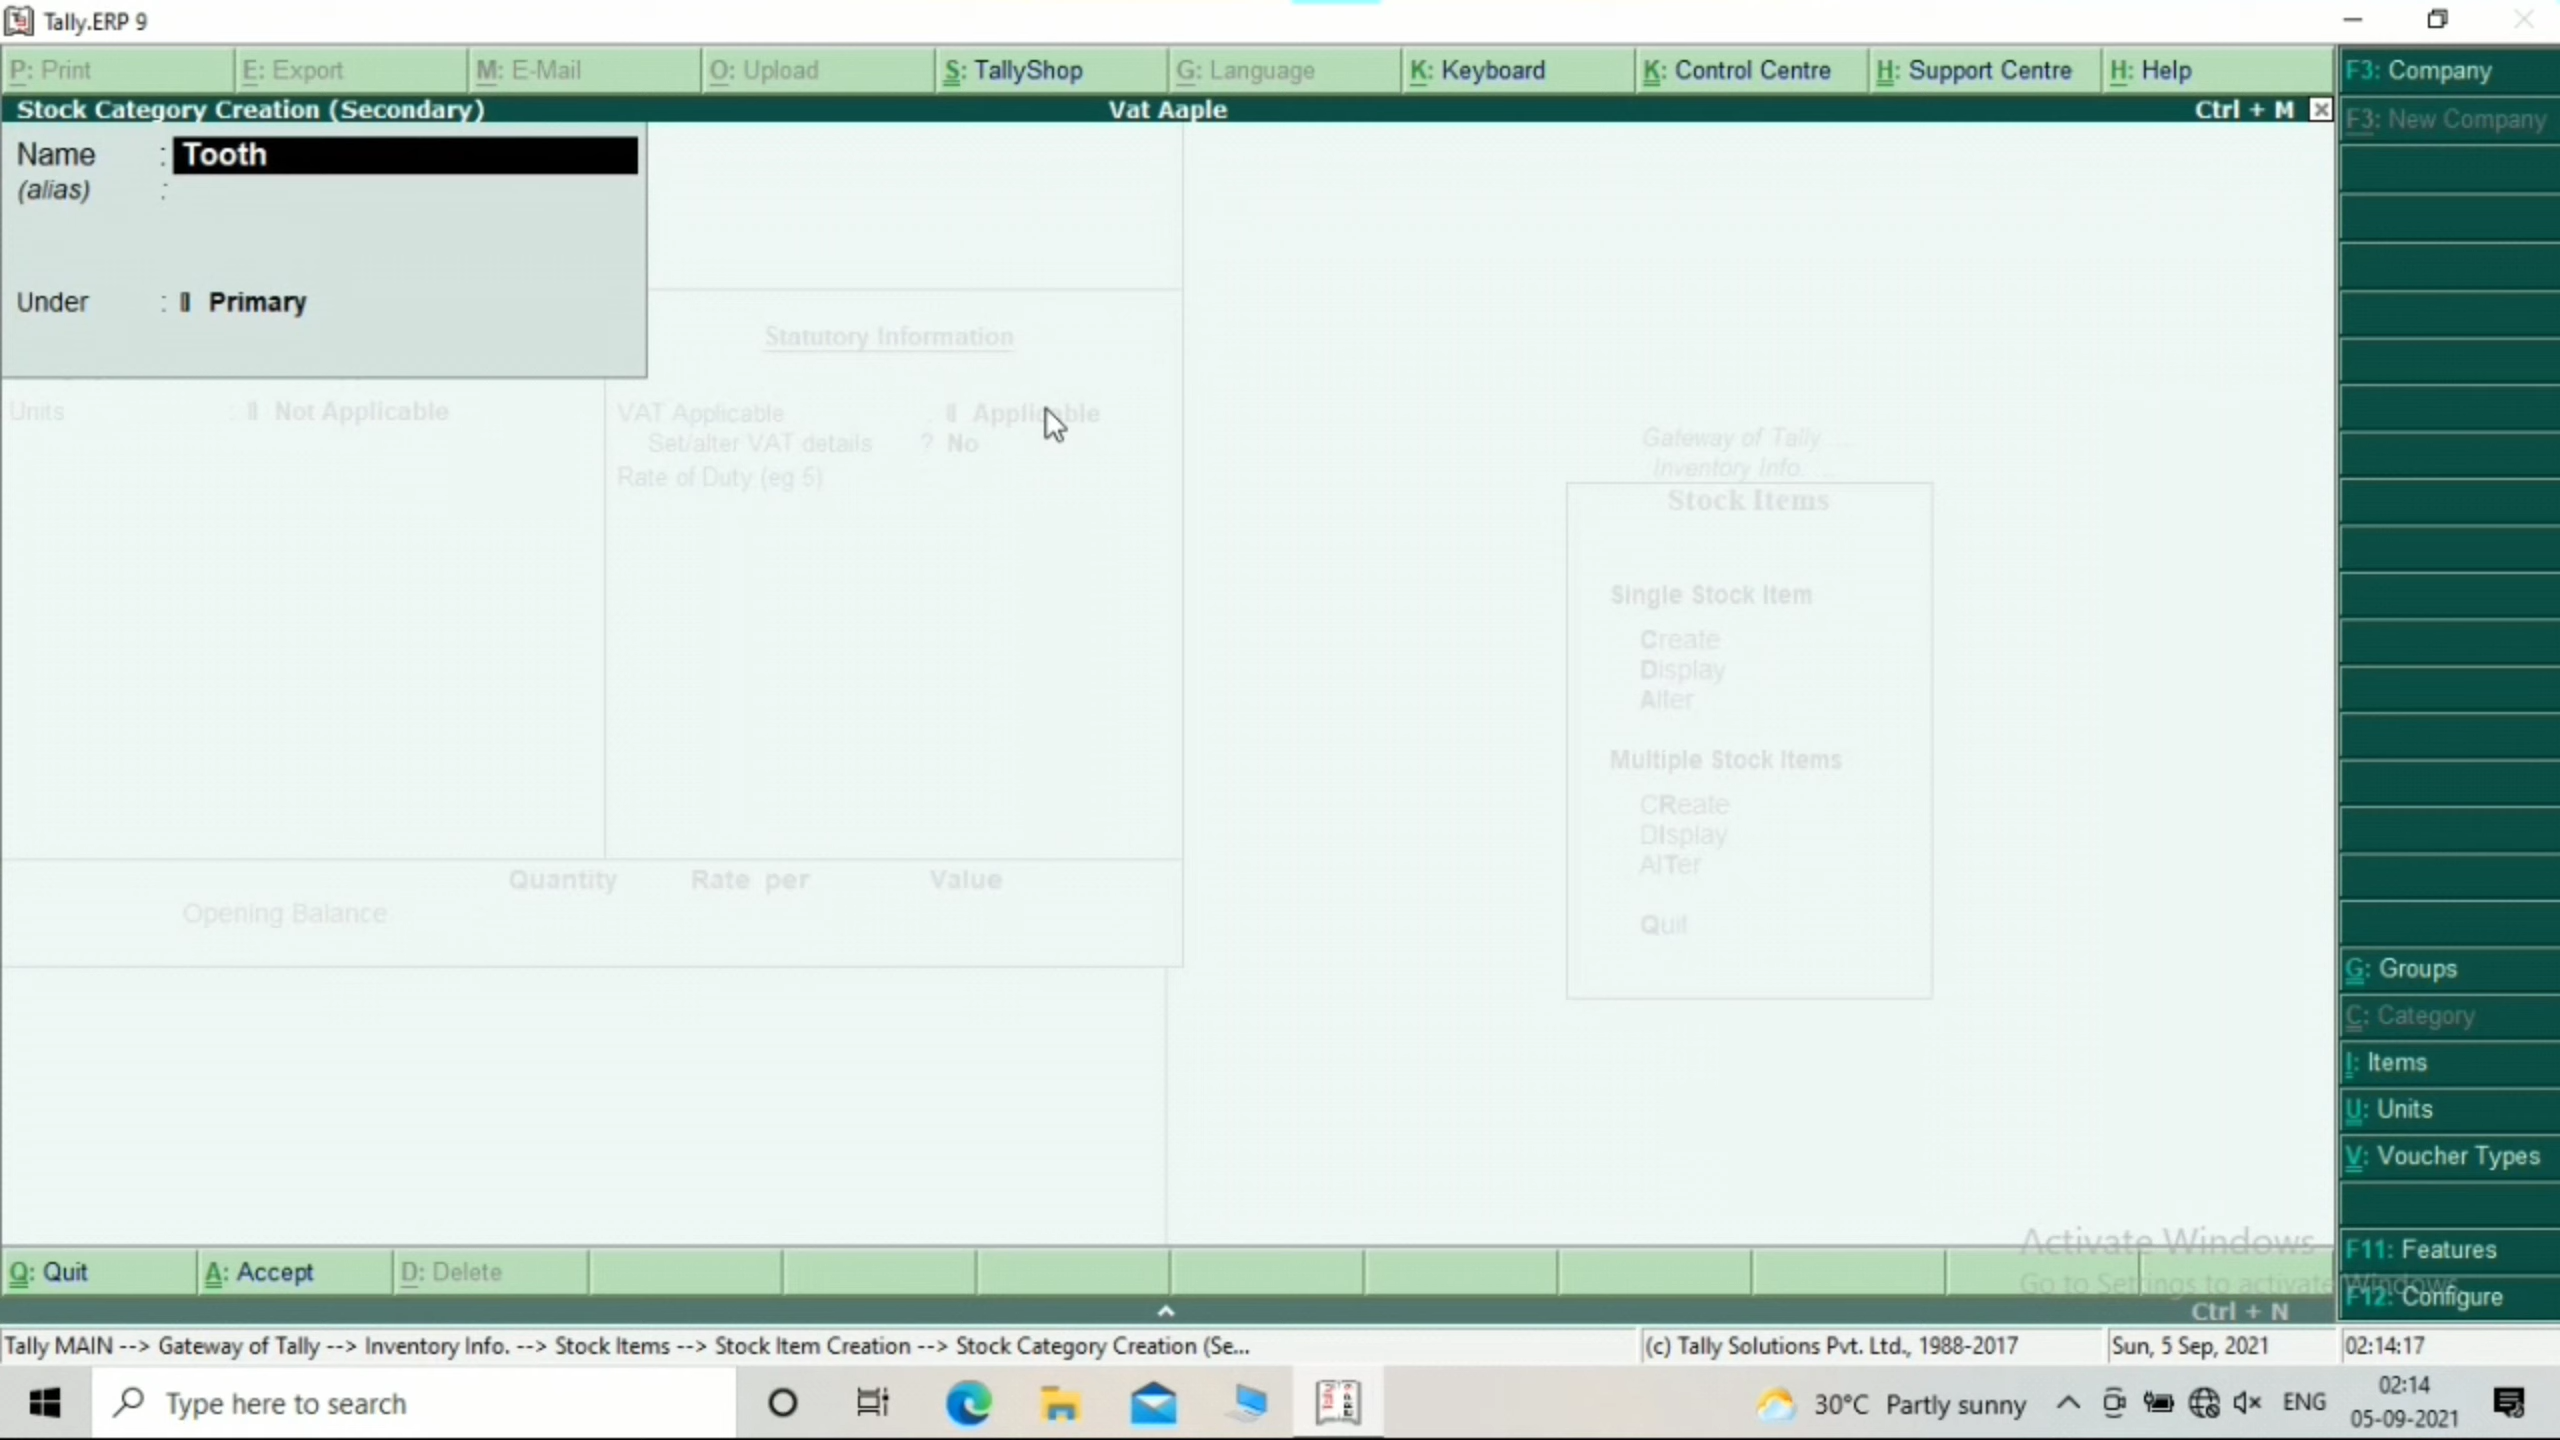 Tally.ERP 9
P: Print E: Export M: E-Mail O: Upload S: TallyShop G: Language K: Keyboard K: Control Centre H: Support Centre H: Help F3: Company
Stock Category Creation (Secondary) Vat Aaple Ctrl + M
F3: New Company
Name : Tooth
(alias) :
Under : Primary
Statutory Information
Units : Not Applicable
VAT Applicable : Applicable
Set/alter VAT details ? No
Rate of Duty (eg 5)
Gateway of Tally ...
Inventory Info. ...
Stock Items
Single Stock Item
Create
Display
Alter
Multiple Stock Items
CReate
DIsplay
AlTer
Quit
Quantity Rate per Value
Opening Balance
G: Groups
C: Category
I: Items
U: Units
V: Voucher Types
F11: Features
F12: Configure
Activate Windows
Go to Settings to activate Windows.
Q: Quit A: Accept D: Delete
Ctrl + N
Tally MAIN --> Gateway of Tally --> Inventory Info. --> Stock Items --> Stock Item Creation --> Stock Category Creation (Se... (c) Tally Solutions Pvt. Ltd., 1988-2017 Sun, 5 Sep, 2021 02:14:17
Type here to search 30°C Partly sunny ENG 02:14
05-09-2021